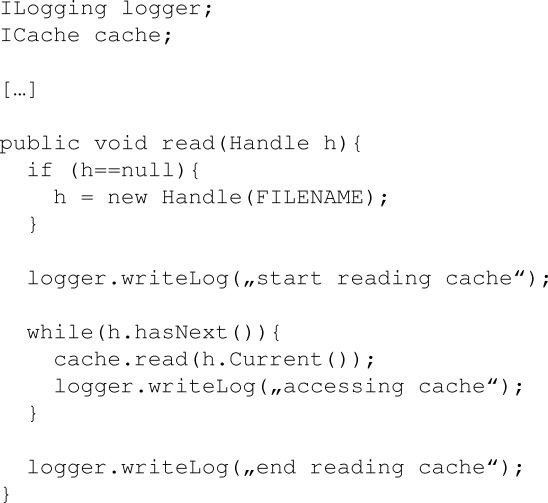 ILogging logger;
ICache cache;

[…]

public void read(Handle h){
  if (h==null){
    h = new Handle(FILENAME);
  }

  logger.writeLog(„start reading cache“);

  while(h.hasNext()){
    cache.read(h.Current());
    logger.writeLog(„accessing cache“);
  }

  logger.writeLog(„end reading cache“);
}